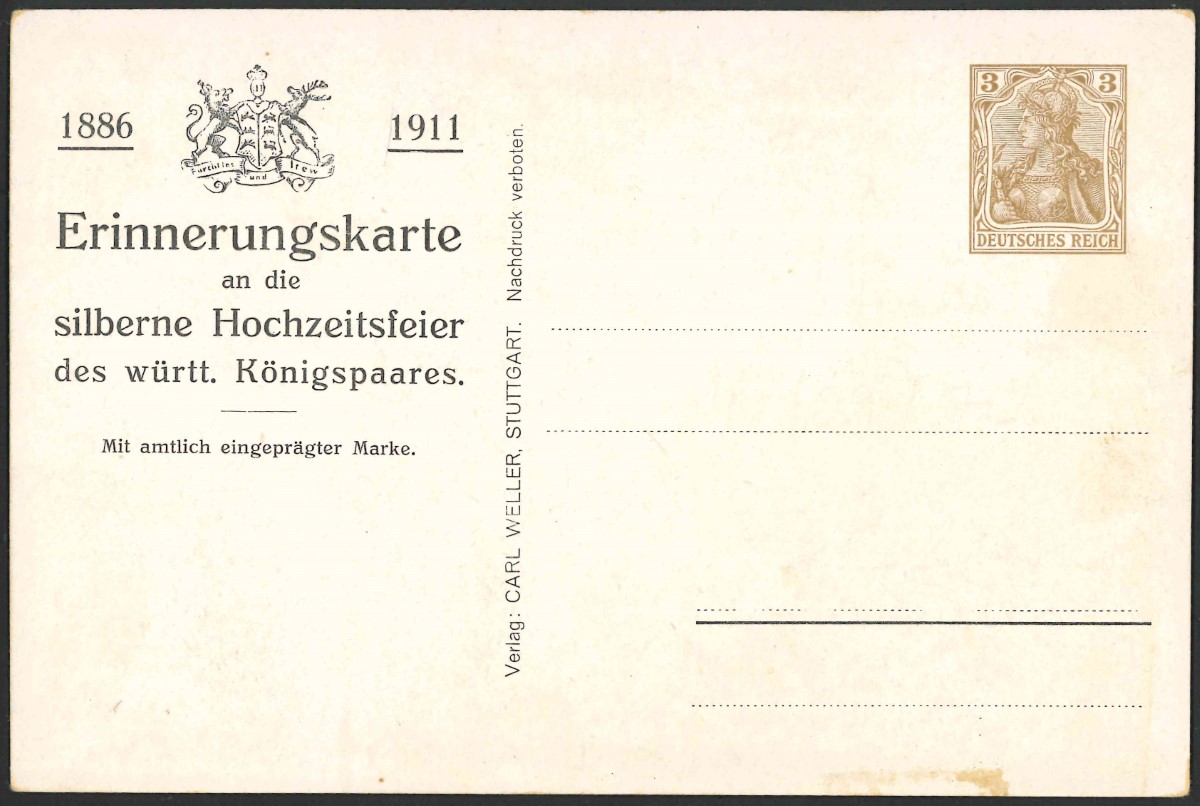 1886
1911
Furchtlos und trew
Erinnerungskarte
an die
silberne Hochzeitsfeier
des württ. Königspaares.
Mit amtlich eingeprägter Marke.
Verlag: CARL WELLER, STUTTGART. Nachdruck verboten.
3 3
DEUTSCHES REICH